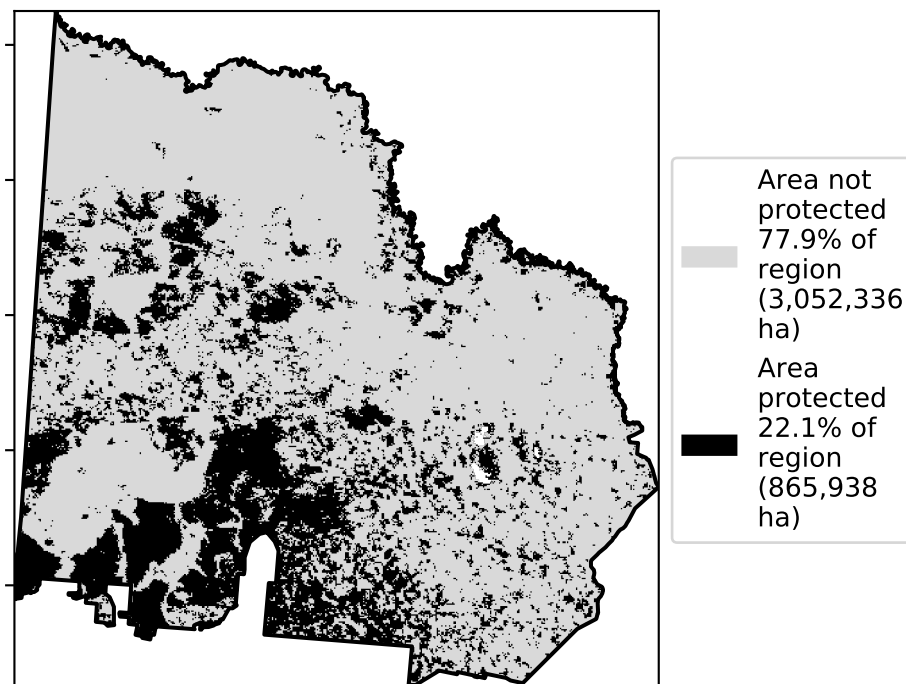 Area not
protected
77.9% of
region
(3,052,336
ha)
Area
protected
22.1% of
region
(865,938
ha)